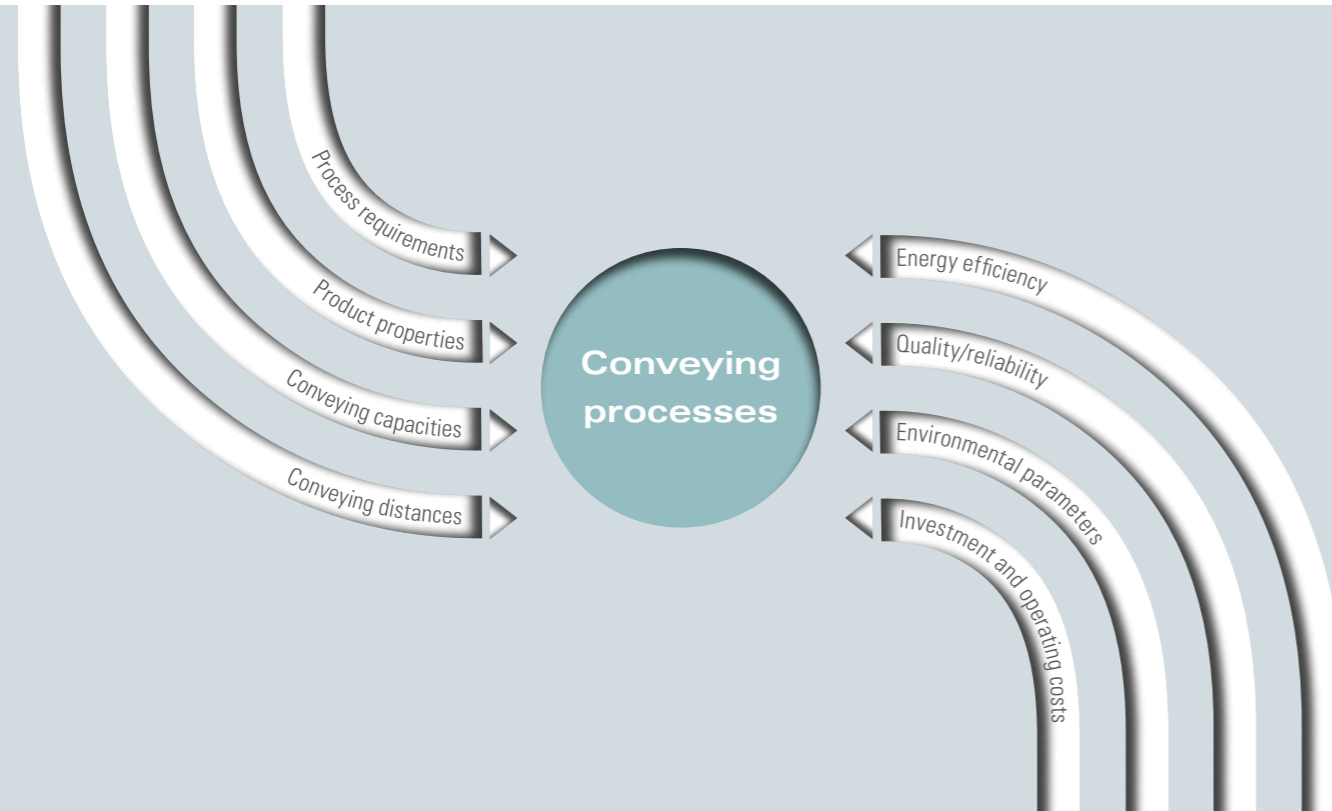 Process requirements
Product properties
Conveying capacities
Conveying distances
Conveying
processes
Energy efficiency
Quality/reliability
Environmental parameters
Investment and operating costs